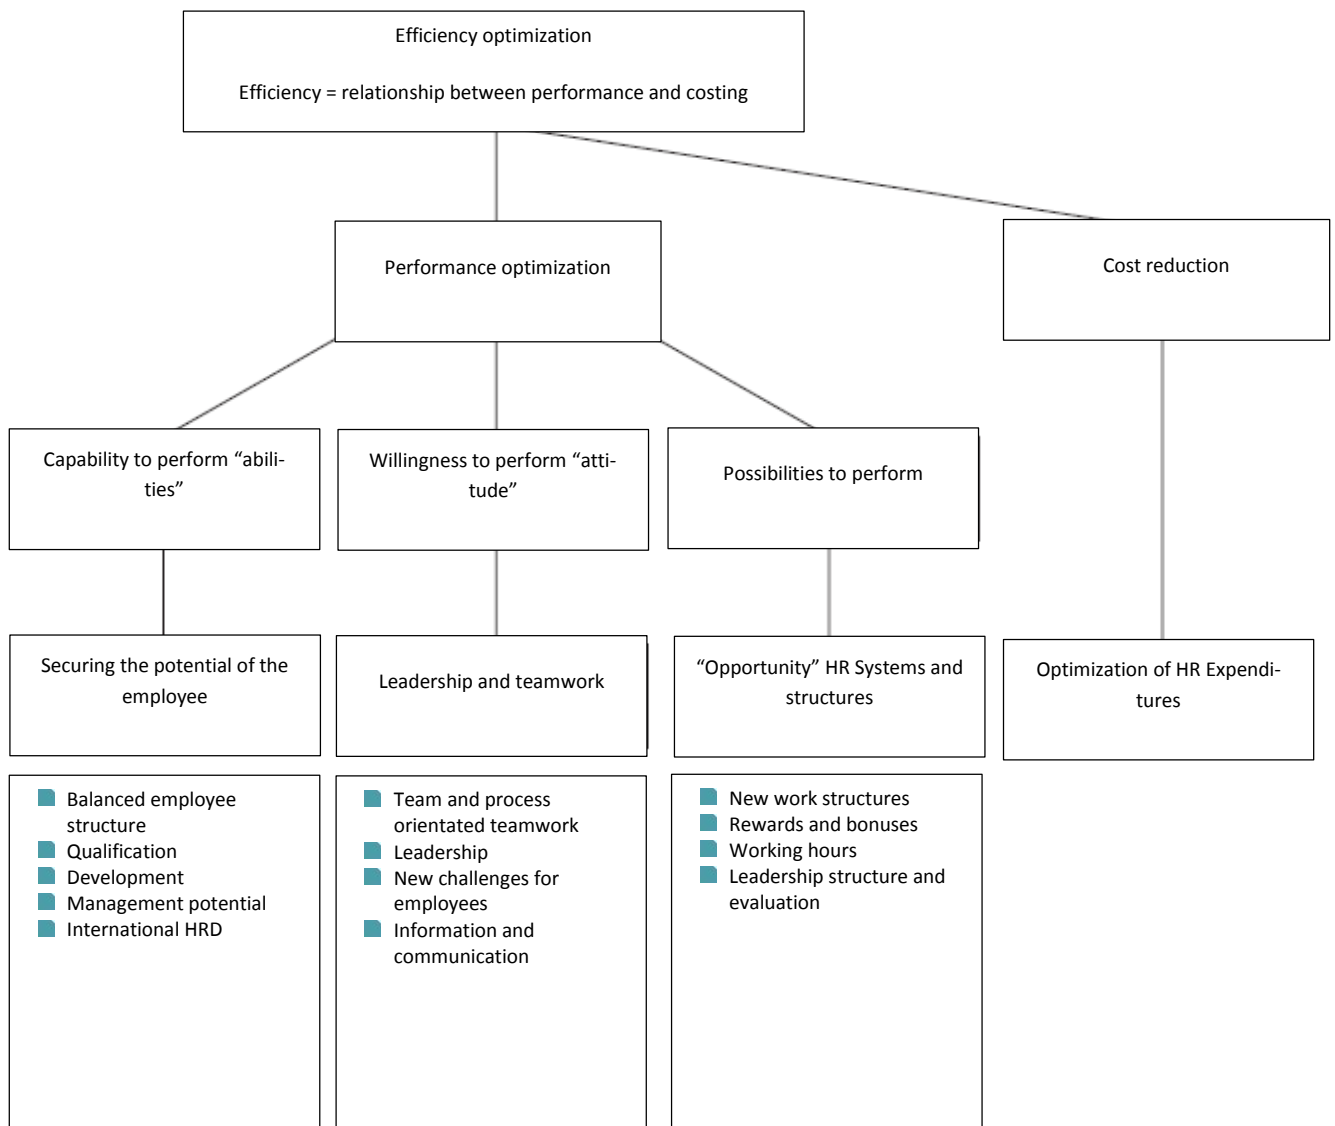 Efficiency optimization
Efficiency = relationship between performance and costing
Performance optimization
Cost reduction
Capability to perform “abili-
ties”
Willingness to perform “atti-
tude”
Possibilities to perform
Securing the potential of the
employee
Leadership and teamwork
“Opportunity” HR Systems and
structures
Optimization of HR Expendi-
tures
Balanced employee
structure
Qualification
Development
Management potential
International HRD
Team and process
orientated teamwork
Leadership
New challenges for
employees
Information and
communication
New work structures
Rewards and bonuses
Working hours
Leadership structure and
evaluation